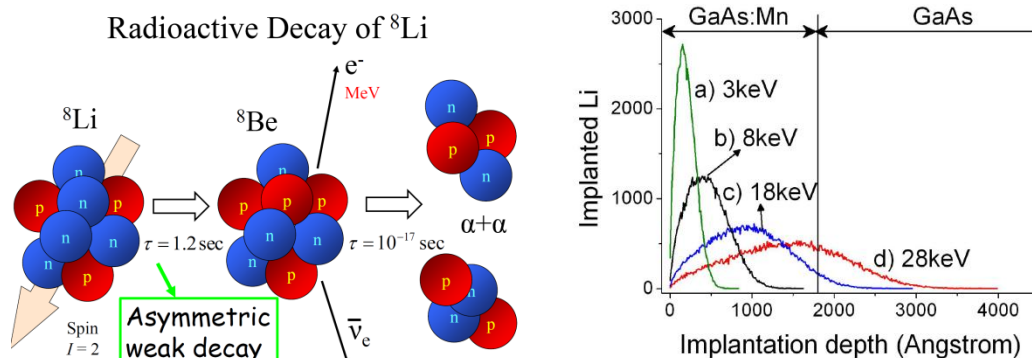 Radioactive Decay of ⁸Li
e⁻
MeV
⁸Li
⁸Be
n
p
p
n
n
n
n
p
τ = 1.2 sec
n
p
p
p
n
n
n
p
τ = 10⁻¹⁷ sec
n
p
p
n
α+α
p
n
n
p
Spin
I = 2
Asymmetric
weak decay
ν̅ₑ
GaAs:Mn
GaAs
3000
2000
1000
0
Implanted Li
a) 3keV
b) 8keV
c) 18keV
d) 28keV
0 1000 2000 3000 4000
Implantation depth (Angstrom)